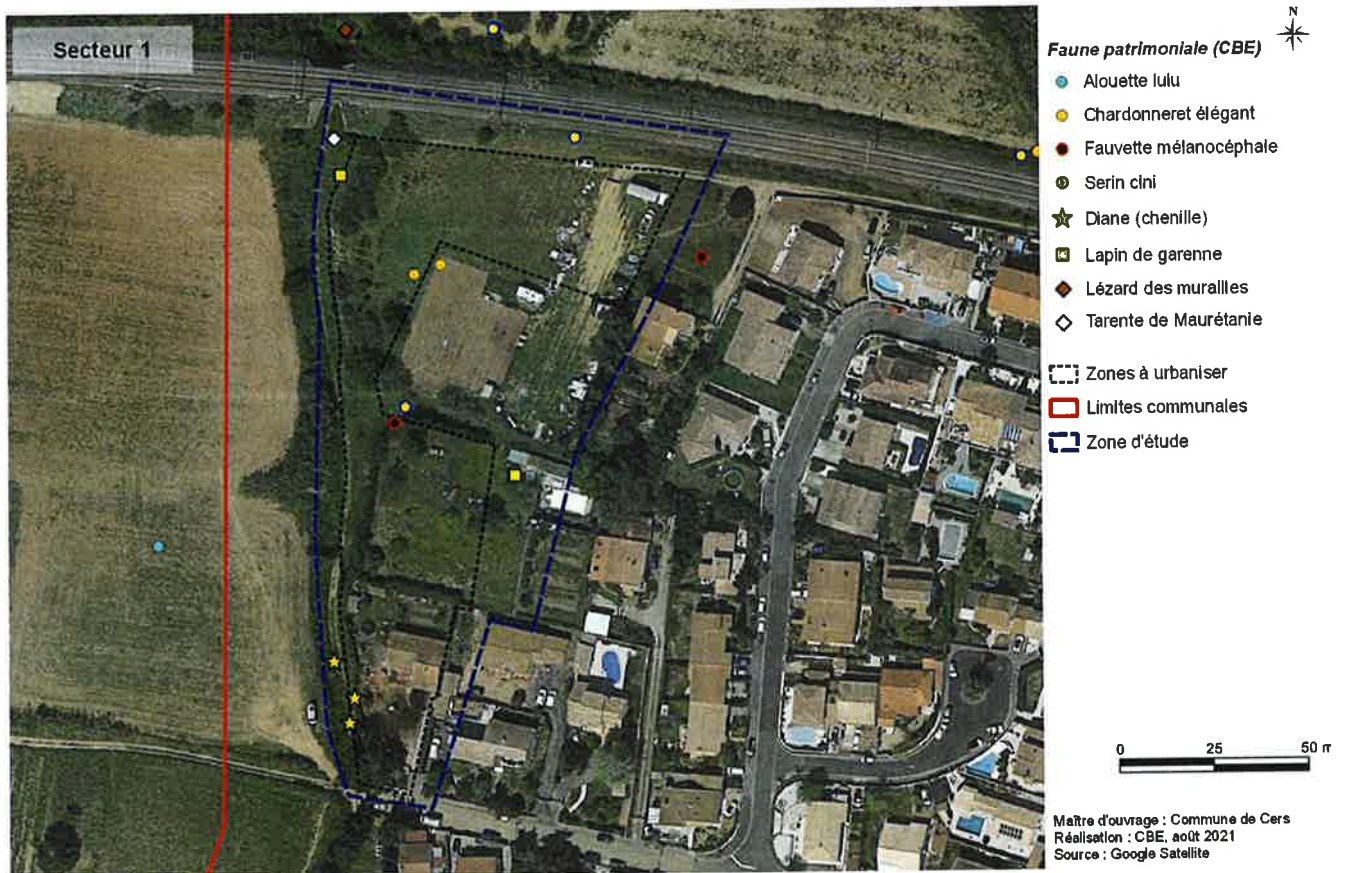 Secteur 1
N
Faune patrimoniale (CBE)
Alouette lulu
Chardonneret élégant
Fauvette mélanocéphale
Serin cini
Diane (chenille)
Lapin de garenne
Lézard des murailles
Tarente de Maurétanie
Zones à urbaniser
Limites communales
Zone d'étude
0 25 50 m
Maître d'ouvrage : Commune de Cers
Réalisation : CBE, août 2021
Source : Google Satellite